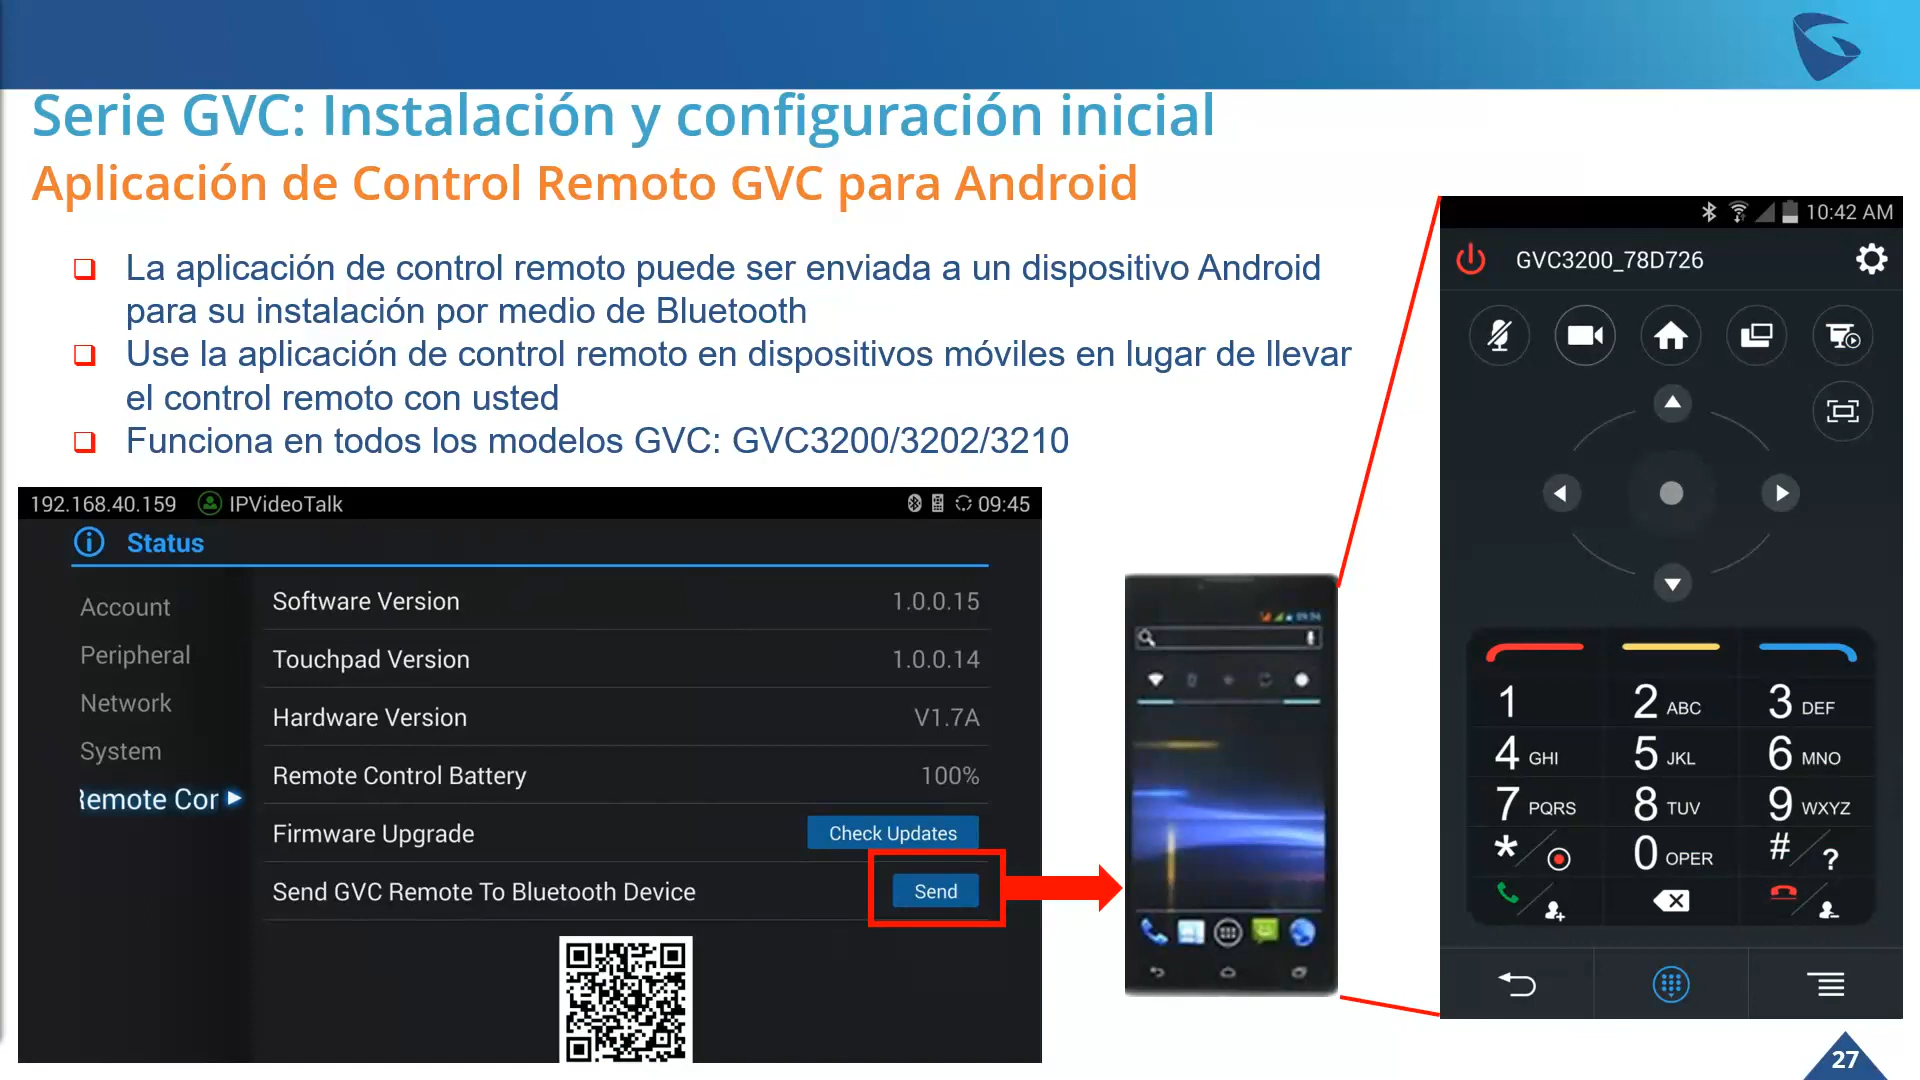 Serie GVC: Instalación y configuración inicial
Aplicación de Control Remoto GVC para Android
La aplicación de control remoto puede ser enviada a un dispositivo Android
para su instalación por medio de Bluetooth
Use la aplicación de control remoto en dispositivos móviles en lugar de llevar
el control remoto con usted
Funciona en todos los modelos GVC: GVC3200/3202/3210
192.168.40.159 IPVideoTalk 09:45
Status
Account
Peripheral
Network
System
Remote Cor
Software Version 1.0.0.15
Touchpad Version 1.0.0.14
Hardware Version V1.7A
Remote Control Battery 100%
Firmware Upgrade Check Updates
Send GVC Remote To Bluetooth Device Send
10:42 AM
GVC3200_78D726
1 2 ABC 3 DEF
4 GHI 5 JKL 6 MNO
7 PQRS 8 TUV 9 WXYZ
* 0 OPER # ?
27